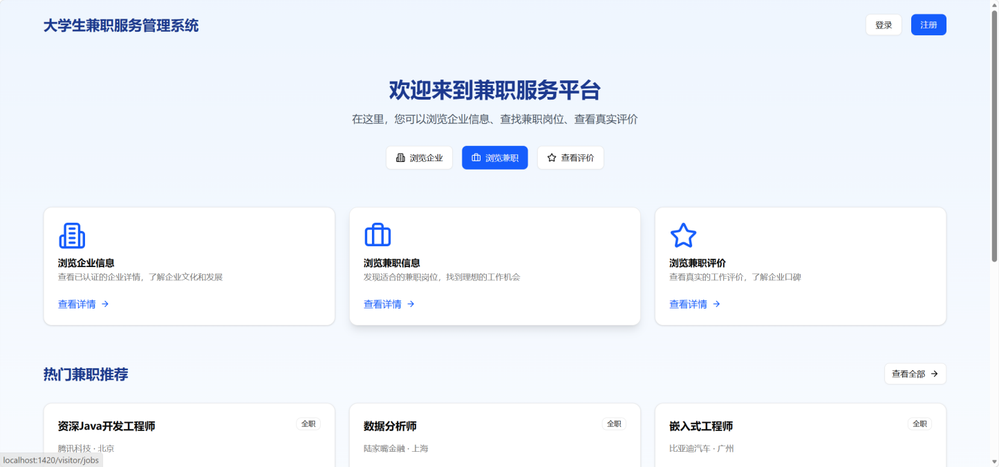 大学生兼职服务管理系统
登录
注册
欢迎来到兼职服务平台
在这里，您可以浏览企业信息、查找兼职岗位、查看真实评价
浏览企业
浏览兼职
查看评价
浏览企业信息
查看已认证的企业详情，了解企业文化和发展
查看详情 →
浏览兼职信息
发现适合的兼职岗位，找到理想的工作机会
查看详情 →
浏览兼职评价
查看真实的工作评价，了解企业口碑
查看详情 →
热门兼职推荐
查看全部 →
资深Java开发工程师
全职
腾讯科技 · 北京
数据分析师
全职
陆家嘴金融 · 上海
嵌入式工程师
全职
比亚迪汽车 · 广州
localhost:1420/visitor/jobs